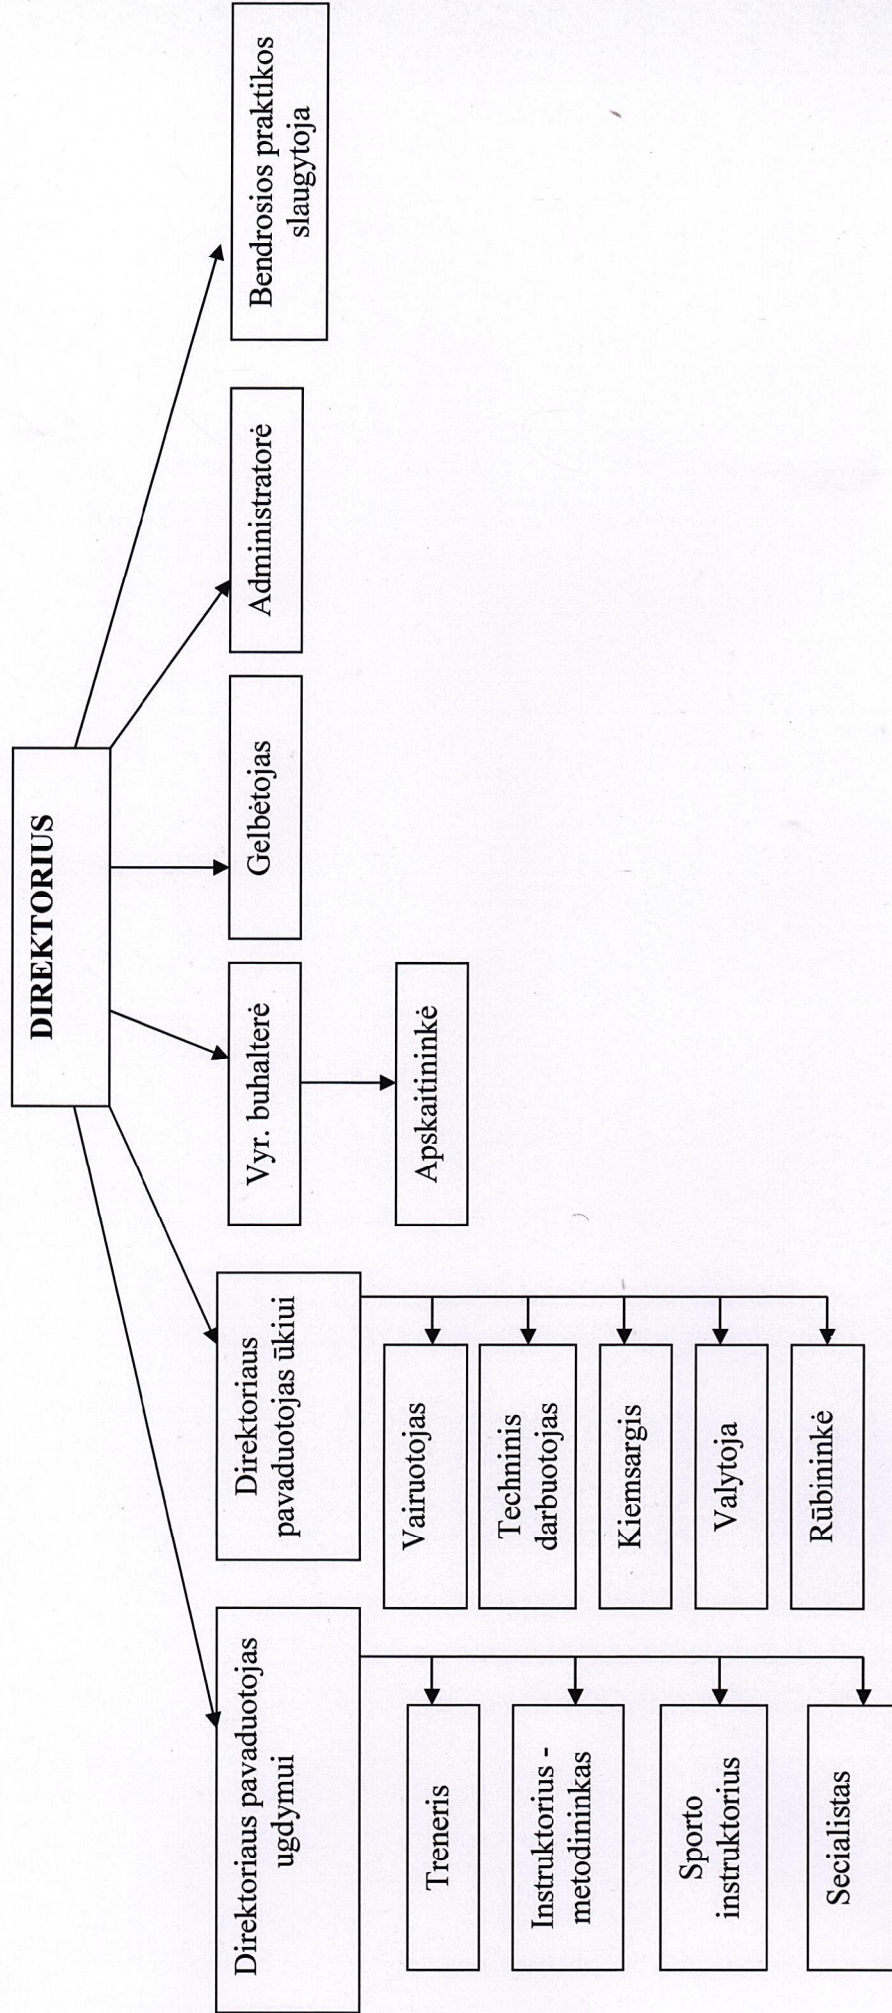 DIREKTORIUS
Direktoriaus pavaduotojas
ugdymui
Direktoriaus
pavaduotojas ūkiui
Vyr. buhalterė
Gelbėtojas
Administratorė
Bendrosios praktikos
slaugytoja
Treneris
Instruktorius -
metodininkas
Sporto
instruktorius
Secialistas
Vairuotojas
Techninis
darbuotojas
Kiemsargis
Valytoja
Rūbininkė
Apskaitininkė